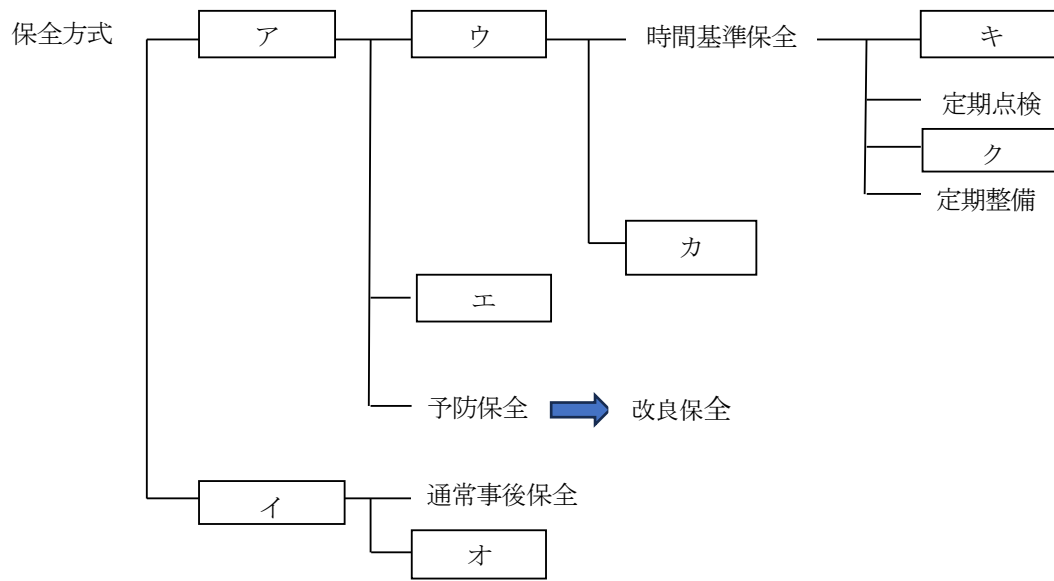 保全方式
ア
ウ
時間基準保全
キ
定期点検
ク
定期整備
カ
エ
予防保全
改良保全
イ
通常事後保全
オ